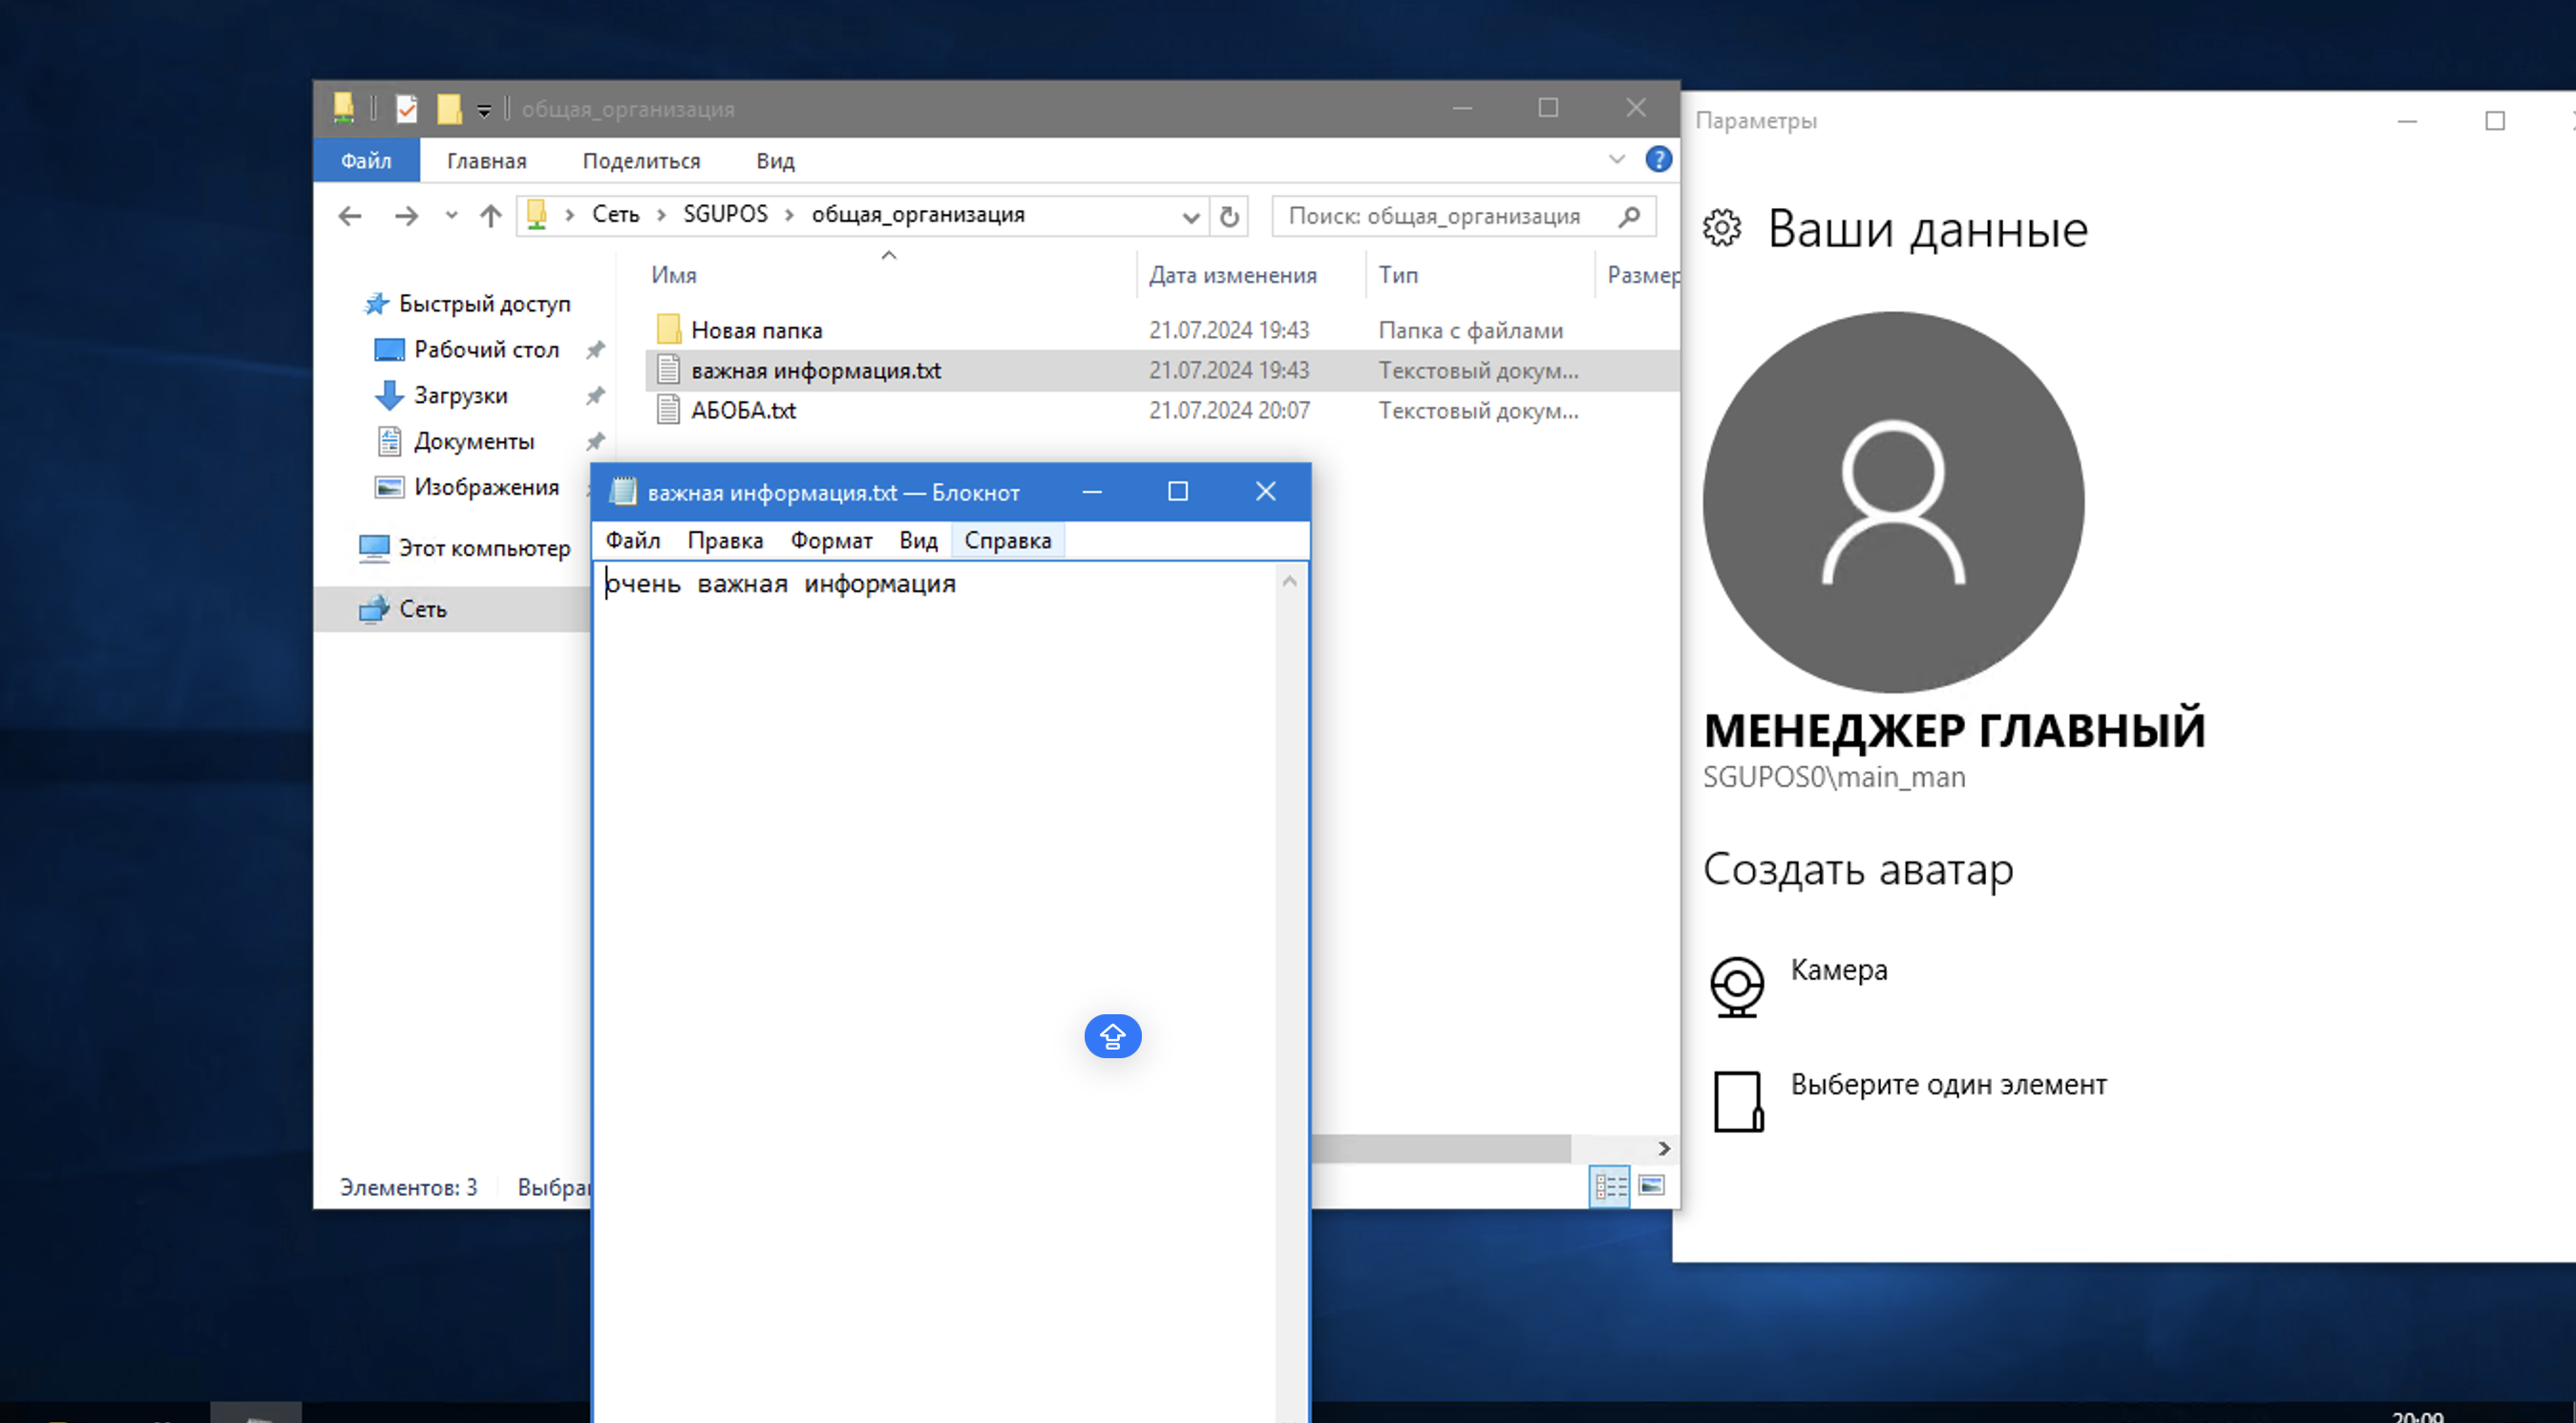 общая_организация
Файл Главная Поделиться Вид
Сеть SGUPOS общая_организация
Поиск: общая_организация
Имя Дата изменения Тип Размер
Быстрый доступ
Рабочий стол
Загрузки
Документы
Изображения
Этот компьютер
Сеть
Новая папка 21.07.2024 19:43 Папка с файлами
важная информация.txt 21.07.2024 19:43 Текстовый докум...
АБОБА.txt 21.07.2024 20:07 Текстовый докум...
Элементов: 3
важная информация.txt — Блокнот
Файл Правка Формат Вид Справка
очень важная информация
Параметры
Ваши данные
МЕНЕДЖЕР ГЛАВНЫЙ
SGUPOS0\main_man
Создать аватар
Камера
Выберите один элемент
20:09